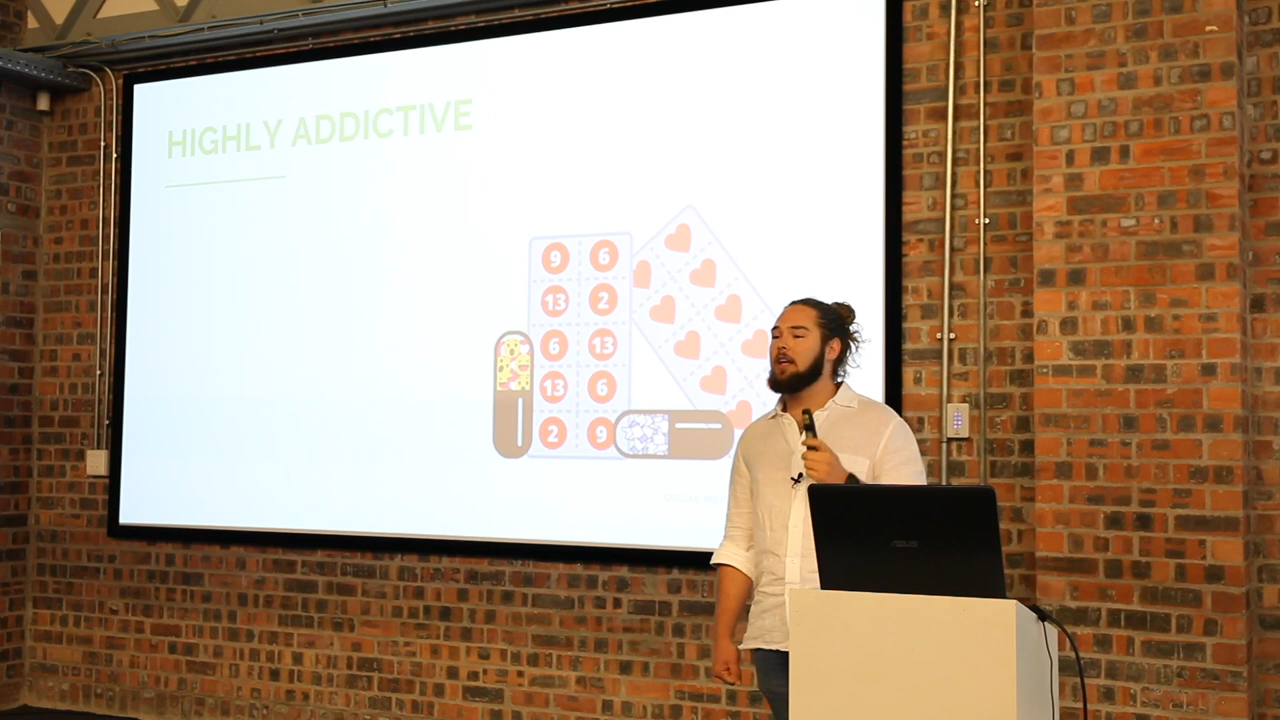 HIGHLY ADDICTIVE
9 6
13 2
6 13
13 6
2 9
ASUS